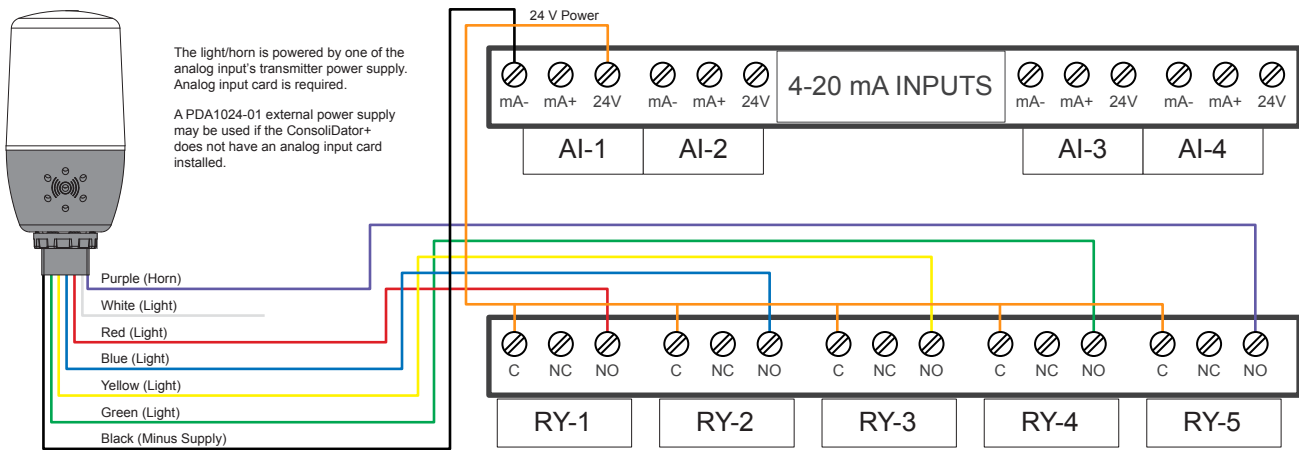 24 V Power
The light/horn is powered by one of the
analog input's transmitter power supply.
Analog input card is required.
A PDA1024-01 external power supply
may be used if the ConsoliDator+
does not have an analog input card
installed.
mA- mA+ 24V mA- mA+ 24V 4-20 mA INPUTS mA- mA+ 24V mA- mA+ 24V
AI-1 AI-2 AI-3 AI-4
Purple (Horn)
White (Light)
Red (Light)
Blue (Light)
Yellow (Light)
Green (Light)
Black (Minus Supply)
C NC NO C NC NO C NC NO C NC NO C NC NO
RY-1 RY-2 RY-3 RY-4 RY-5